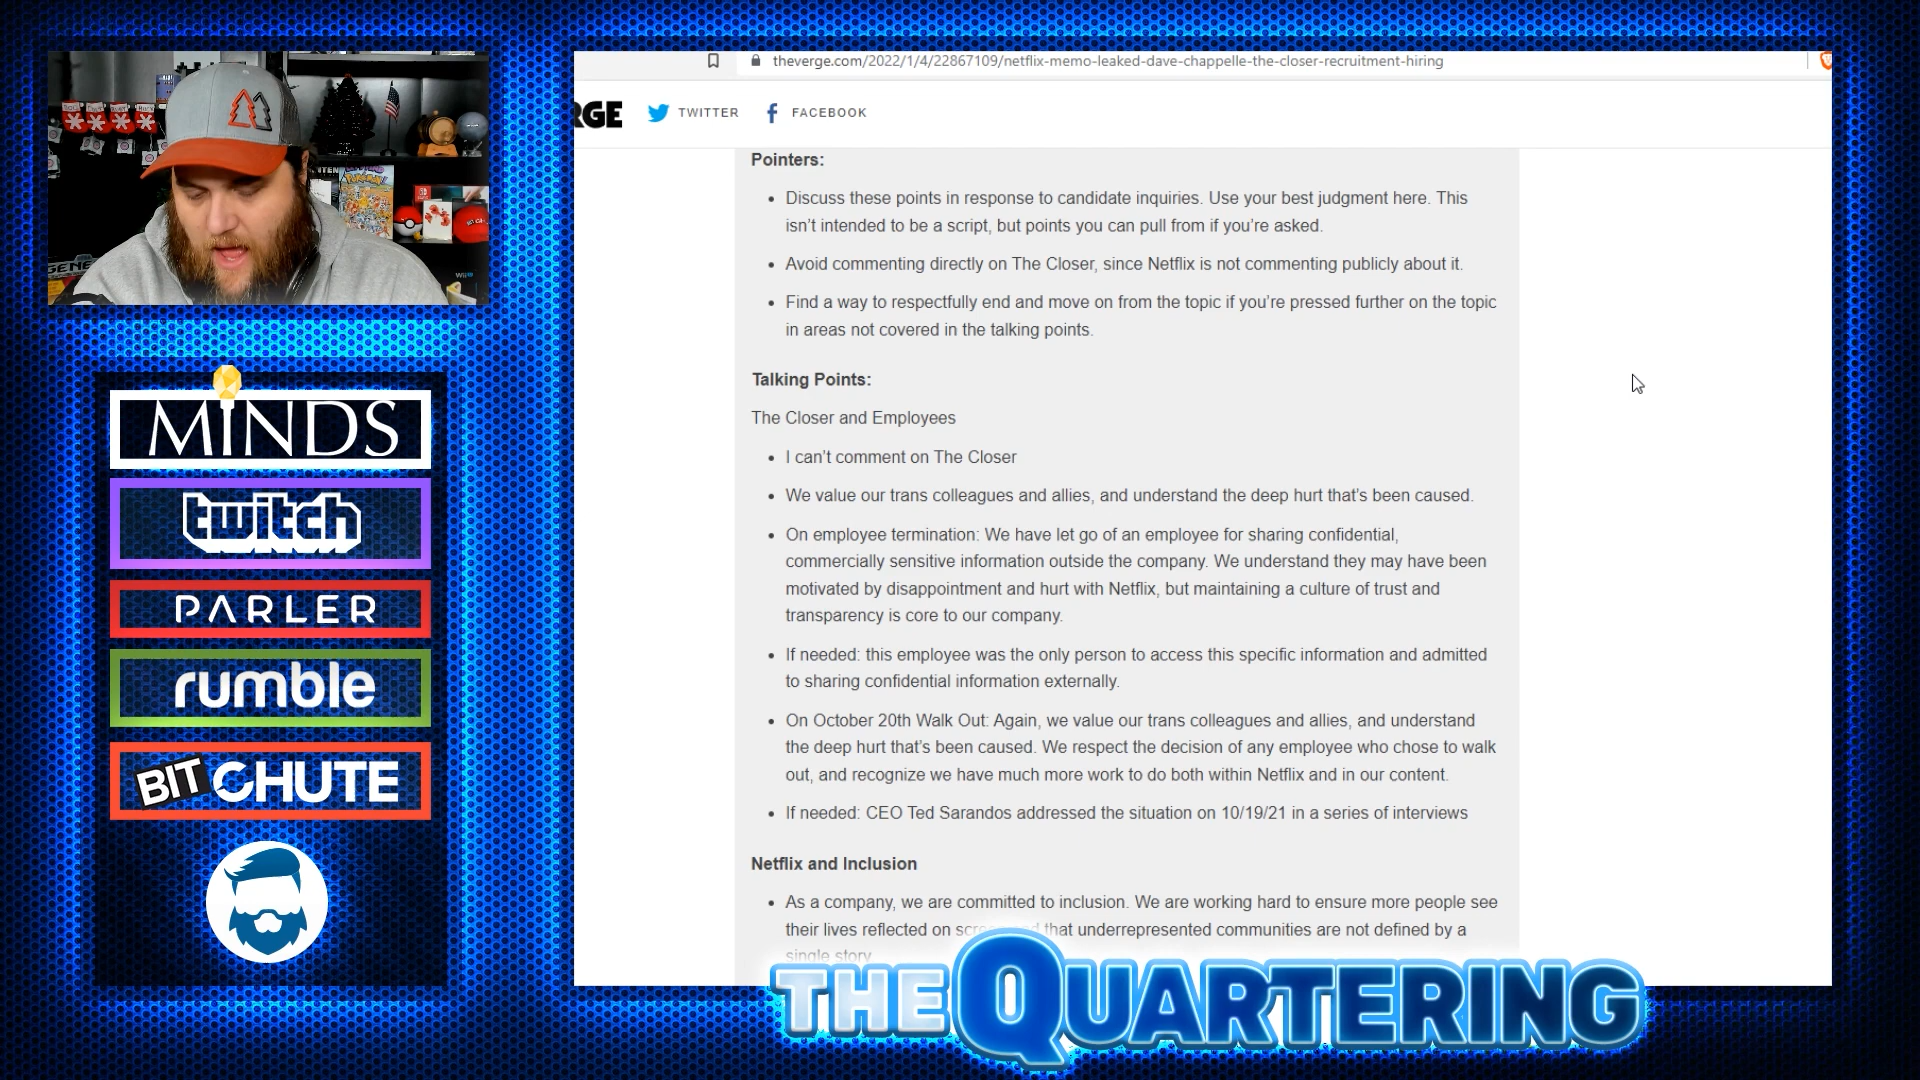 theverge.com/2022/1/4/22867109/netflix-memo-leaked-dave-chappelle-the-closer-recruitment-hiring
RGE TWITTER FACEBOOK
Pointers:
Discuss these points in response to candidate inquiries. Use your best judgment here. This
isn’t intended to be a script, but points you can pull from if you’re asked.
Avoid commenting directly on The Closer, since Netflix is not commenting publicly about it.
Find a way to respectfully end and move on from the topic if you’re pressed further on the topic
in areas not covered in the talking points.
Talking Points:
The Closer and Employees
I can’t comment on The Closer
We value our trans colleagues and allies, and understand the deep hurt that’s been caused.
On employee termination: We have let go of an employee for sharing confidential,
commercially sensitive information outside the company. We understand they may have been
motivated by disappointment and hurt with Netflix, but maintaining a culture of trust and
transparency is core to our company.
If needed: this employee was the only person to access this specific information and admitted
to sharing confidential information externally.
On October 20th Walk Out: Again, we value our trans colleagues and allies, and understand
the deep hurt that’s been caused. We respect the decision of any employee who chose to walk
out, and recognize we have much more work to do both within Netflix and in our content.
If needed: CEO Ted Sarandos addressed the situation on 10/19/21 in a series of interviews
Netflix and Inclusion
As a company, we are committed to inclusion. We are working hard to ensure more people see
their lives reflected on that underrepresented communities are not defined by a
single story
MINDS
twitch
PARLER
rumble
BITCHUTE
THE QUARTERING